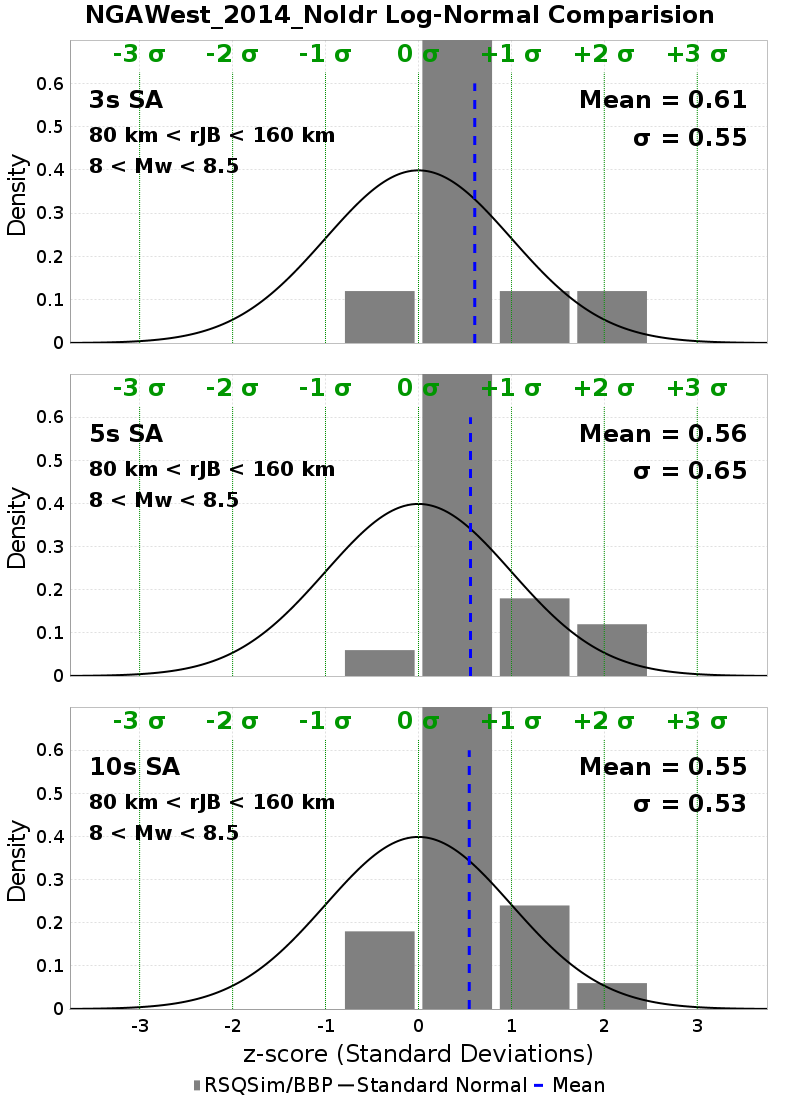 NGAWest_2014_NoIdr Log-Normal Comparision
-3 σ -2 σ -1 σ 0 σ +1 σ +2 σ +3 σ
3s SA
Mean = 0.61
80 km < rJB < 160 km
σ = 0.55
8 < Mw < 8.5
0.6
0.5
0.4
0.3
0.2
0.1
0
Density
-3 σ -2 σ -1 σ 0 σ +1 σ +2 σ +3 σ
5s SA
Mean = 0.56
80 km < rJB < 160 km
σ = 0.65
8 < Mw < 8.5
0.6
0.5
0.4
0.3
0.2
0.1
0
Density
-3 σ -2 σ -1 σ 0 σ +1 σ +2 σ +3 σ
10s SA
Mean = 0.55
80 km < rJB < 160 km
σ = 0.53
8 < Mw < 8.5
0.6
0.5
0.4
0.3
0.2
0.1
0
Density
-3 -2 -1 0 1 2 3
z-score (Standard Deviations)
RSQSim/BBP Standard Normal Mean